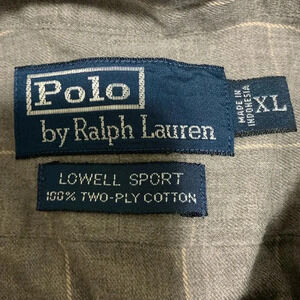 Polo
by Ralph Lauren
MADE IN
INDONESIA
XL
LOWELL SPORT
100% TWO-PLY COTTON